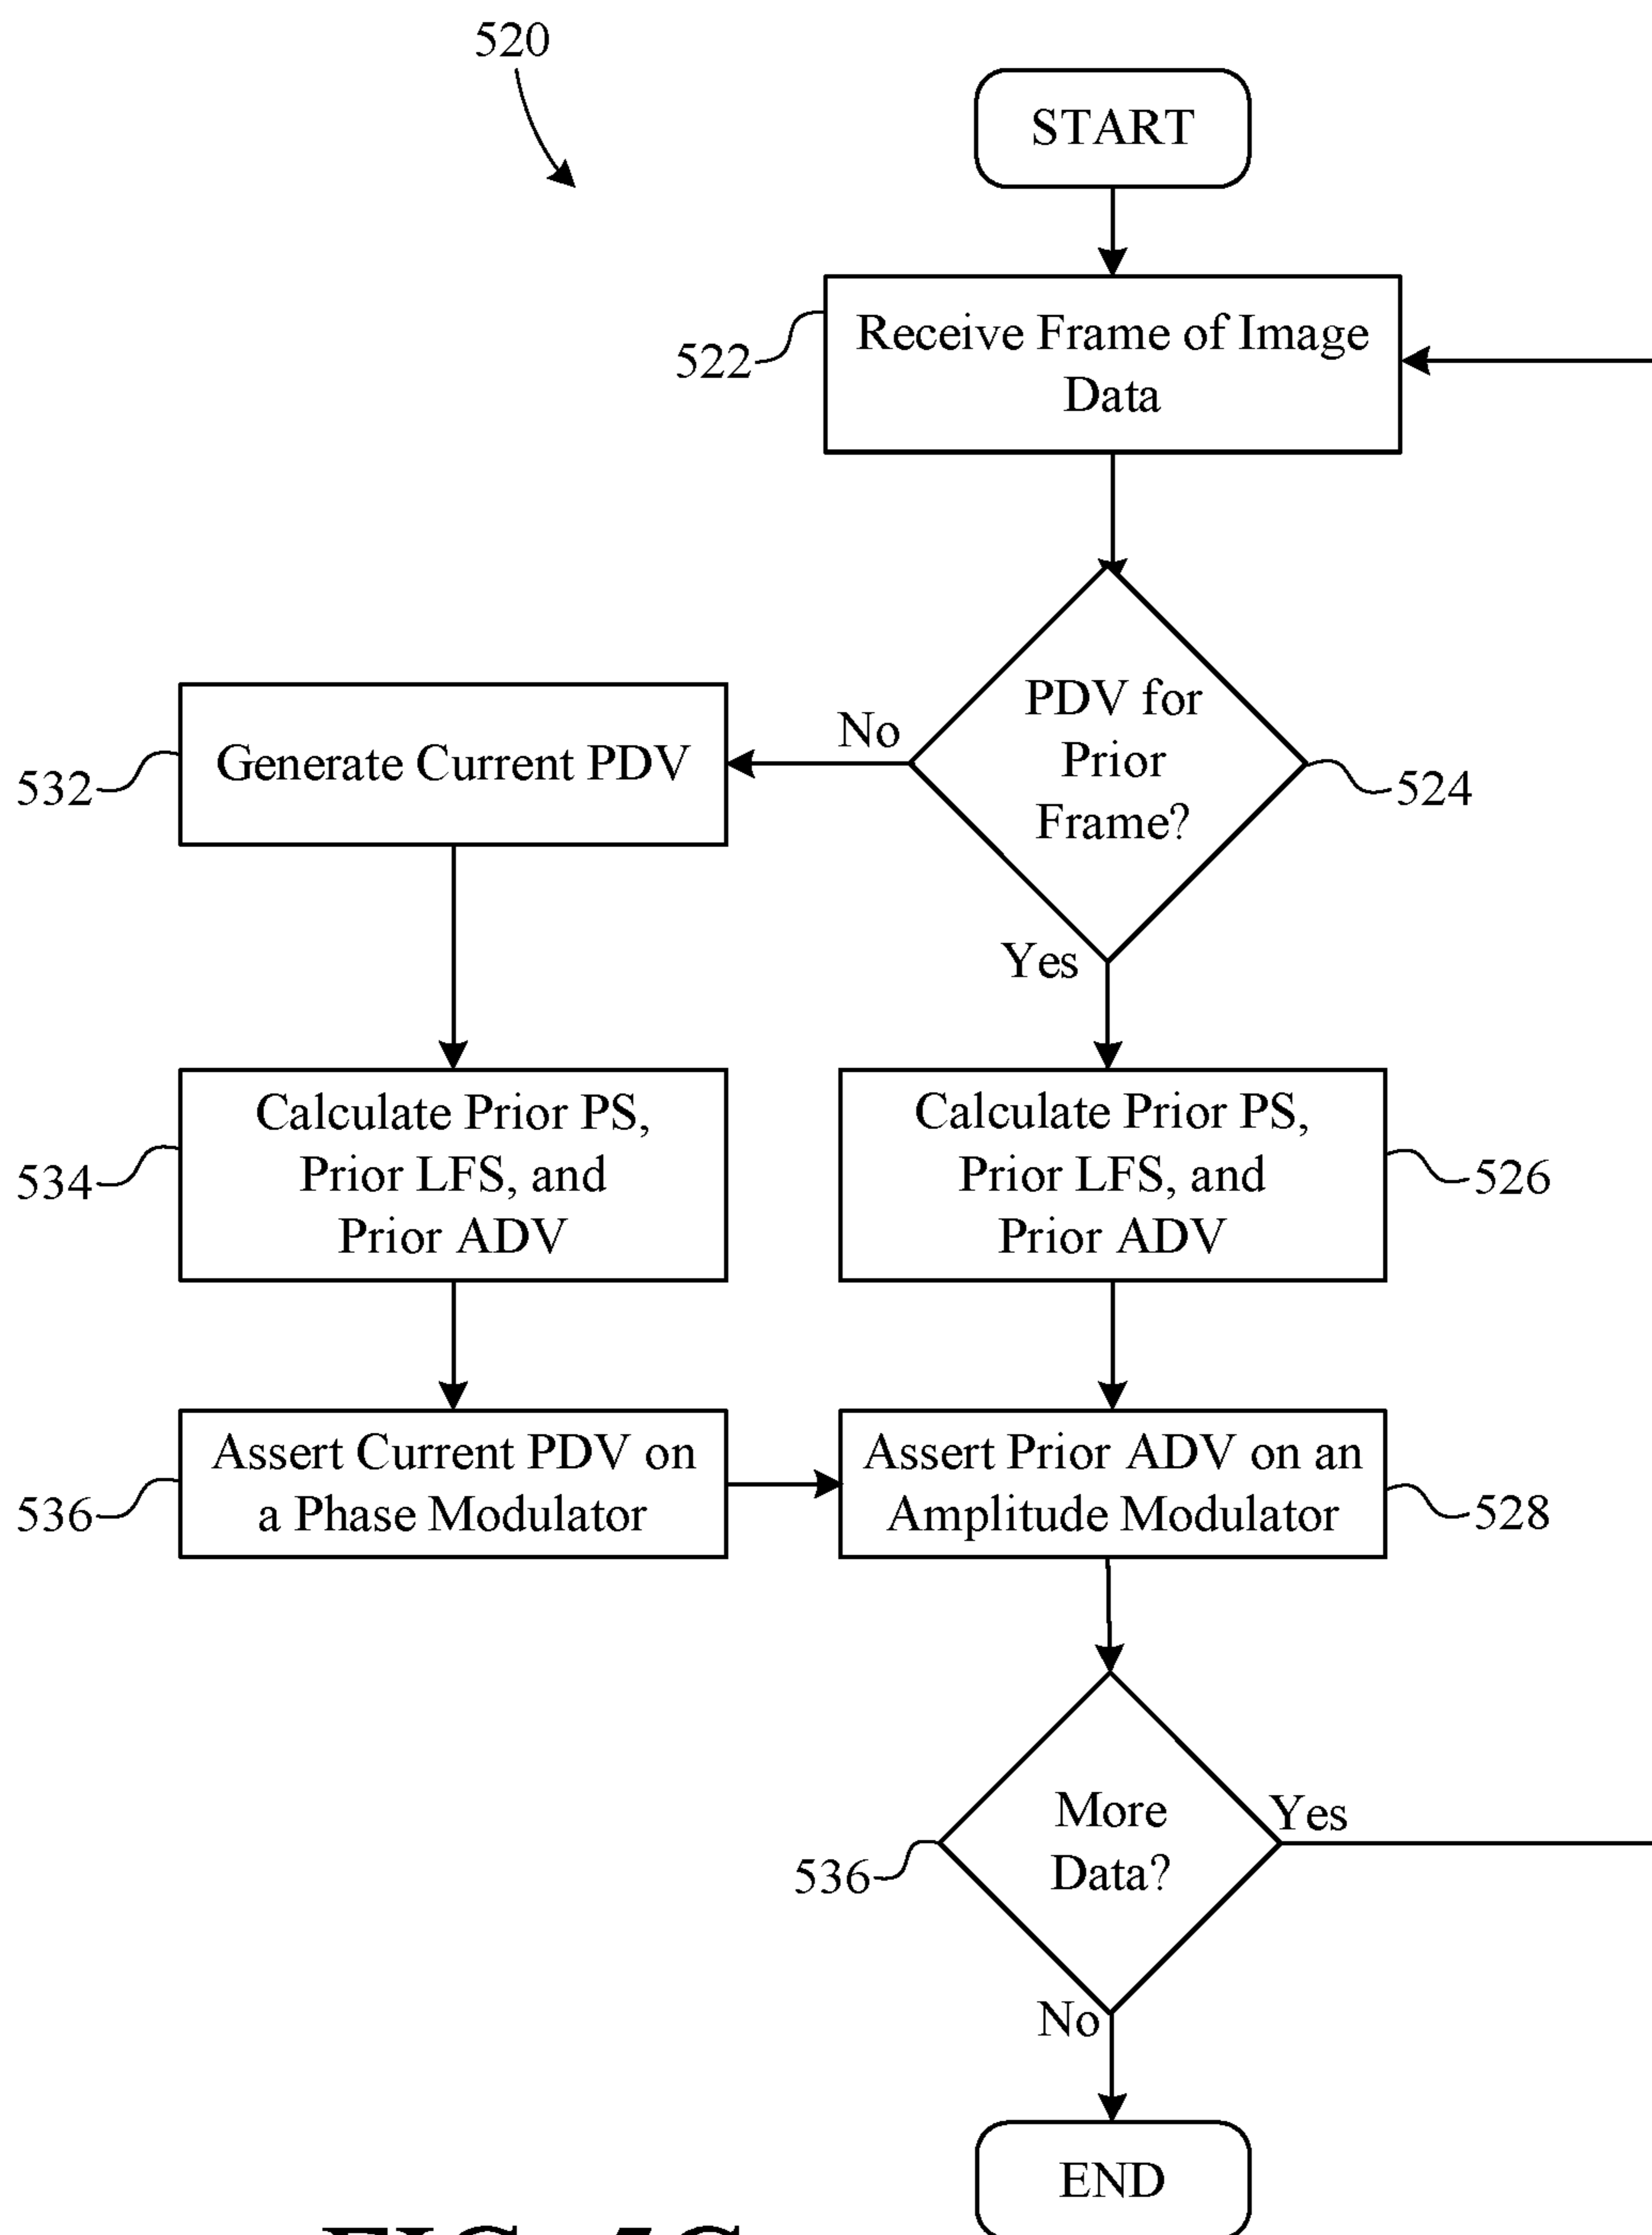 520
START
522
Receive Frame of Image
Data
PDV for
Prior
Frame?
524
No
Yes
532
Generate Current PDV
534
Calculate Prior PS,
Prior LFS, and
Prior ADV
Calculate Prior PS,
Prior LFS, and
Prior ADV
526
536
Assert Current PDV on
a Phase Modulator
Assert Prior ADV on an
Amplitude Modulator
528
More
Data?
Yes
536
No
END